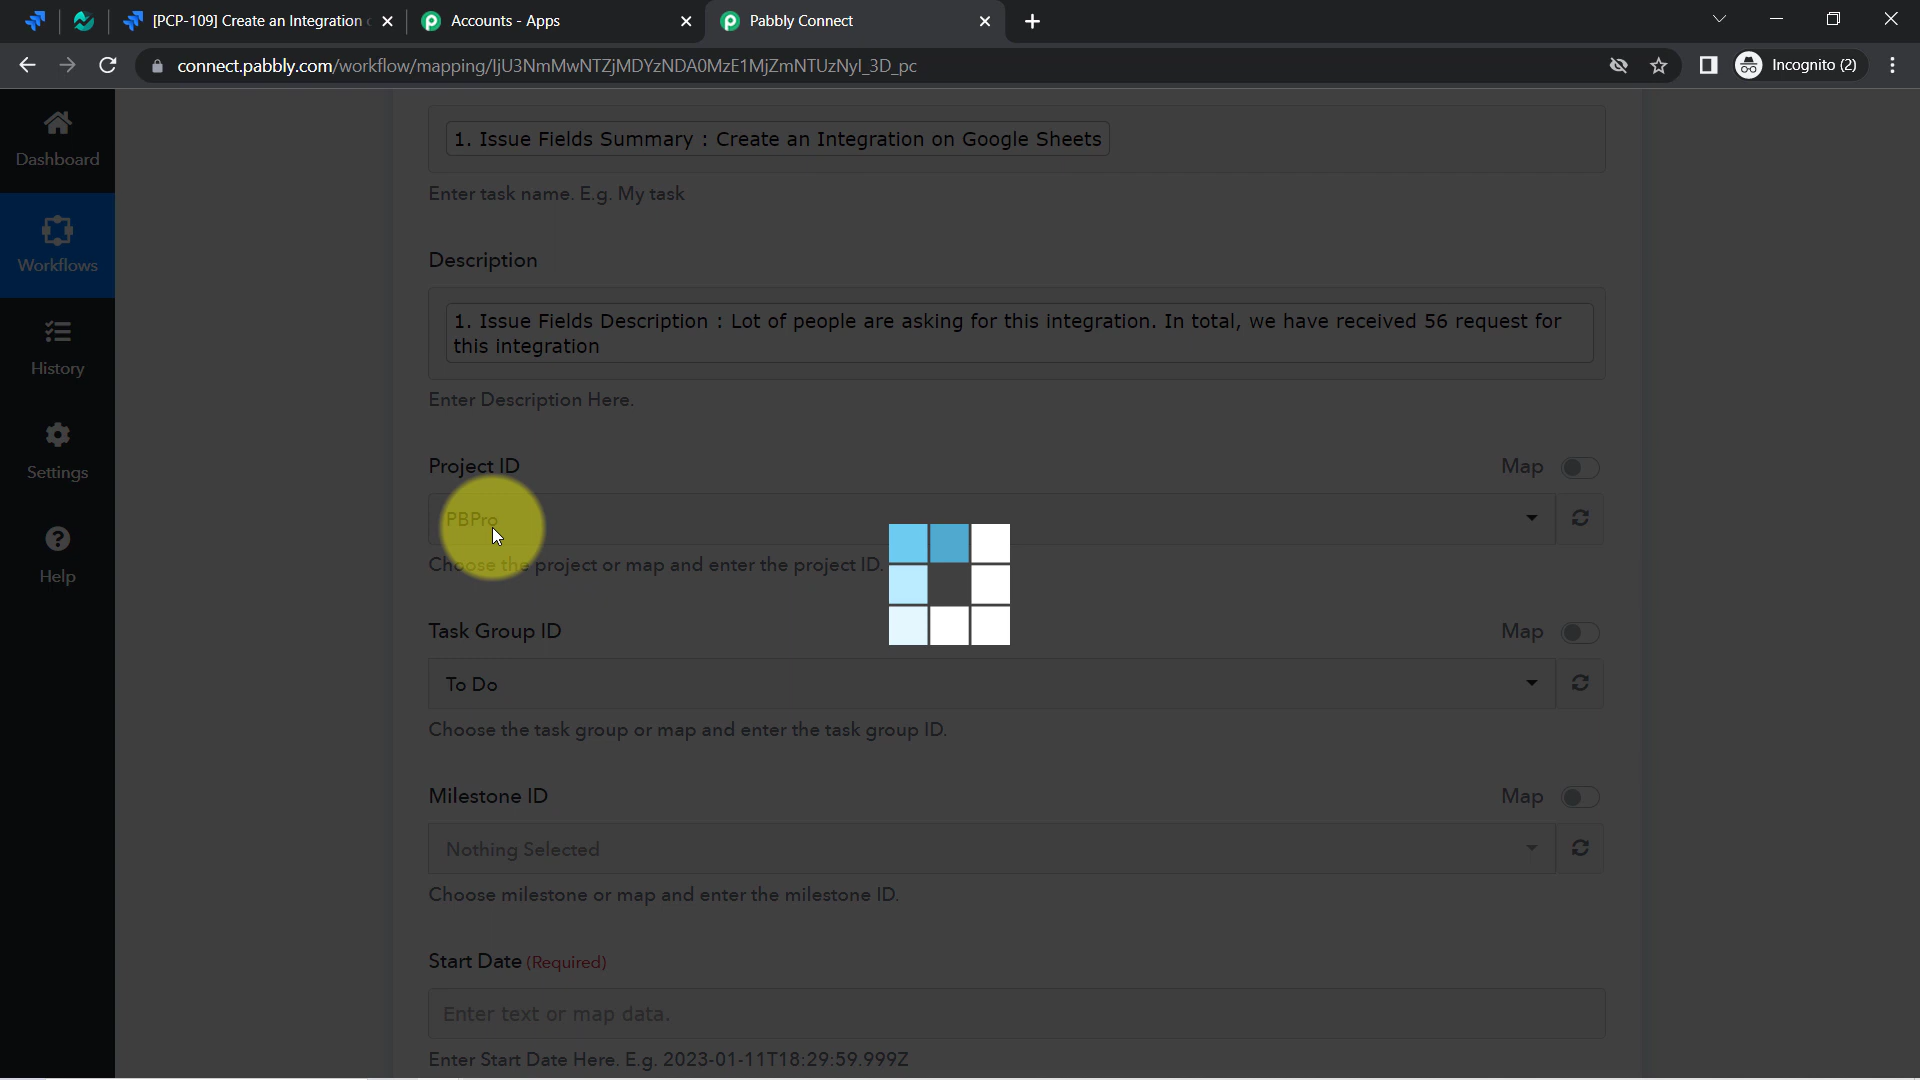 [PCP-109] Create an Integration
Accounts - Apps
Pabbly Connect
connect.pabbly.com/workflow/mapping/IjU3NmMwNTZjMDYzNDA0MzE1MjZmNTUzNyI_3D_pc
Incognito (2)
Dashboard
Workflows
History
Settings
Help
1. Issue Fields Summary : Create an Integration on Google Sheets
Enter task name. E.g. My task
Description
1. Issue Fields Description : Lot of people are asking for this integration. In total, we have received 56 request for
this integration
Enter Description Here.
Project ID
Map
PBPro
Choose the project or map and enter the project ID.
Task Group ID
Map
To Do
Choose the task group or map and enter the task group ID.
Milestone ID
Map
Nothing Selected
Choose milestone or map and enter the milestone ID.
Start Date (Required)
Enter text or map data.
Enter Start Date Here. E.g. 2023-01-11T18:29:59.999Z